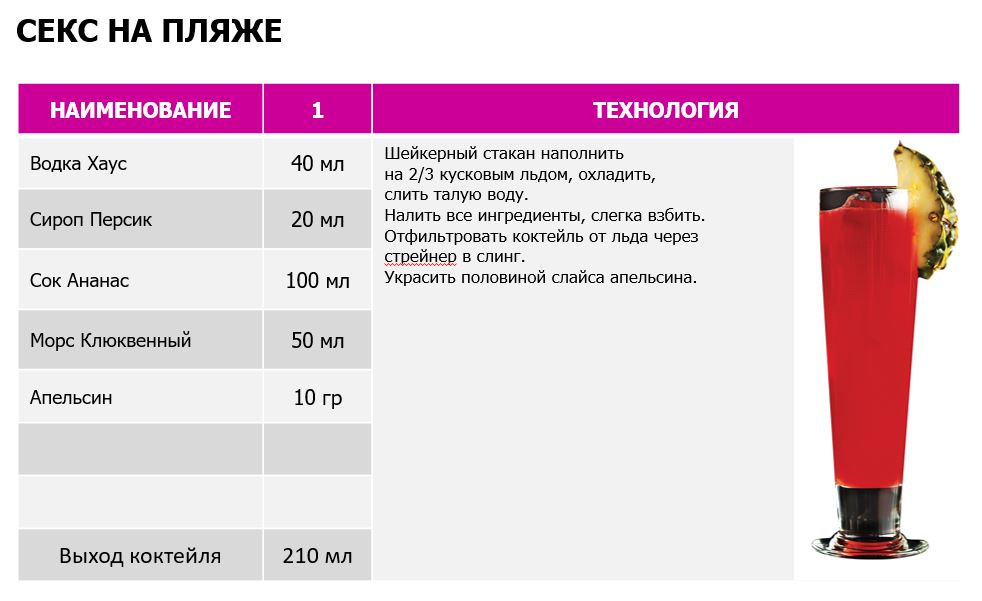 СЕКС НА ПЛЯЖЕ
НАИМЕНОВАНИЕ 1 ТЕХНОЛОГИЯ
Водка Хаус 40 мл
Сироп Персик 20 мл
Сок Ананас 100 мл
Морс Клюквенный 50 мл
Апельсин 10 гр
Выход коктейля 210 мл
Шейкерный стакан наполнить
на 2/3 кусковым льдом, охладить,
слить талую воду.
Налить все ингредиенты, слегка взбить.
Отфильтровать коктейль от льда через
стрейнер в слинг.
Украсить половиной слайса апельсина.